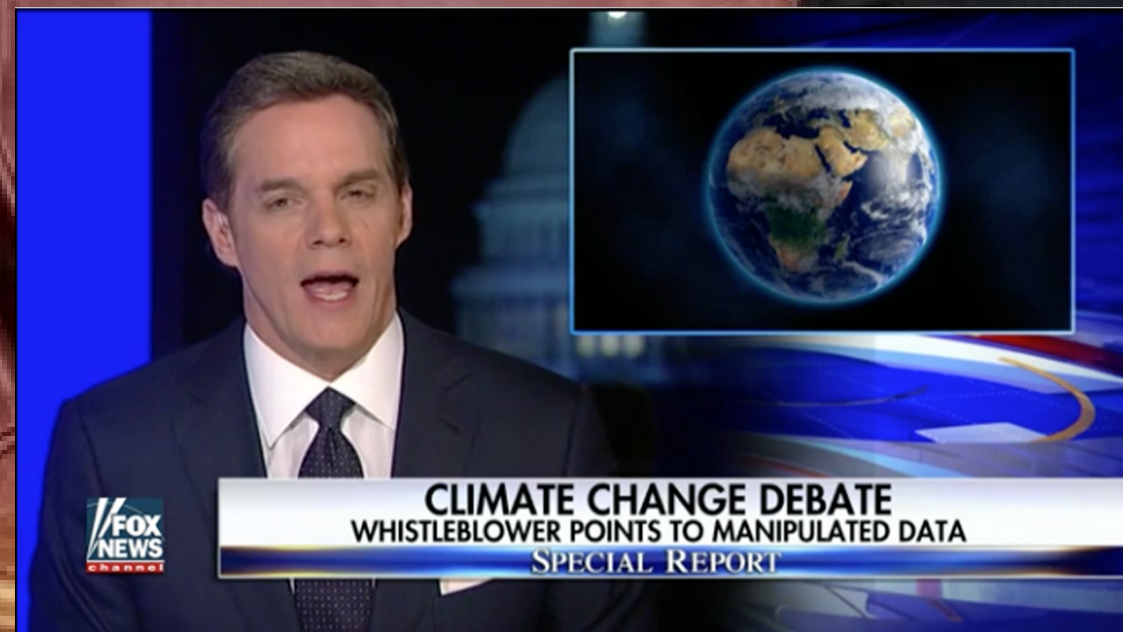 CLIMATE CHANGE DEBATE
WHISTLEBLOWER POINTS TO MANIPULATED DATA
SPECIAL REPORT
FOX
NEWS
channel